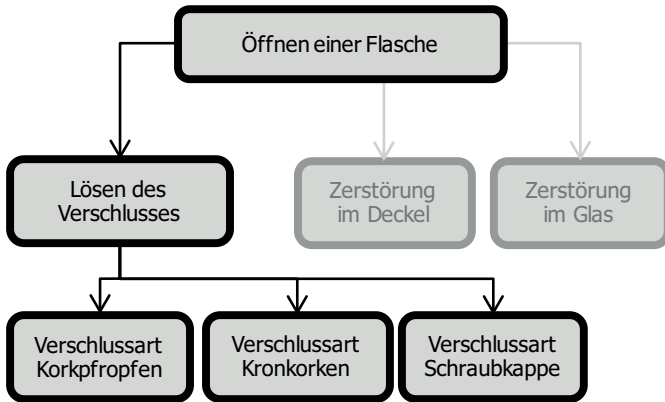 Öffnen einer Flasche
Lösen des
Verschlusses
Zerstörung
im Deckel
Zerstörung
im Glas
Verschlussart
Korkpfropfen
Verschlussart
Kronkorken
Verschlussart
Schraubkappe